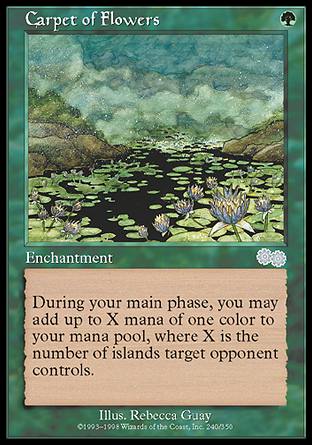 Carpet of Flowers
Enchantment
During your main phase, you may
add up to X mana of one color to
your mana pool, where X is the
number of islands target opponent
controls.
Illus. Rebecca Guay
©1993–1998 Wizards of the Coast, Inc. 240/350